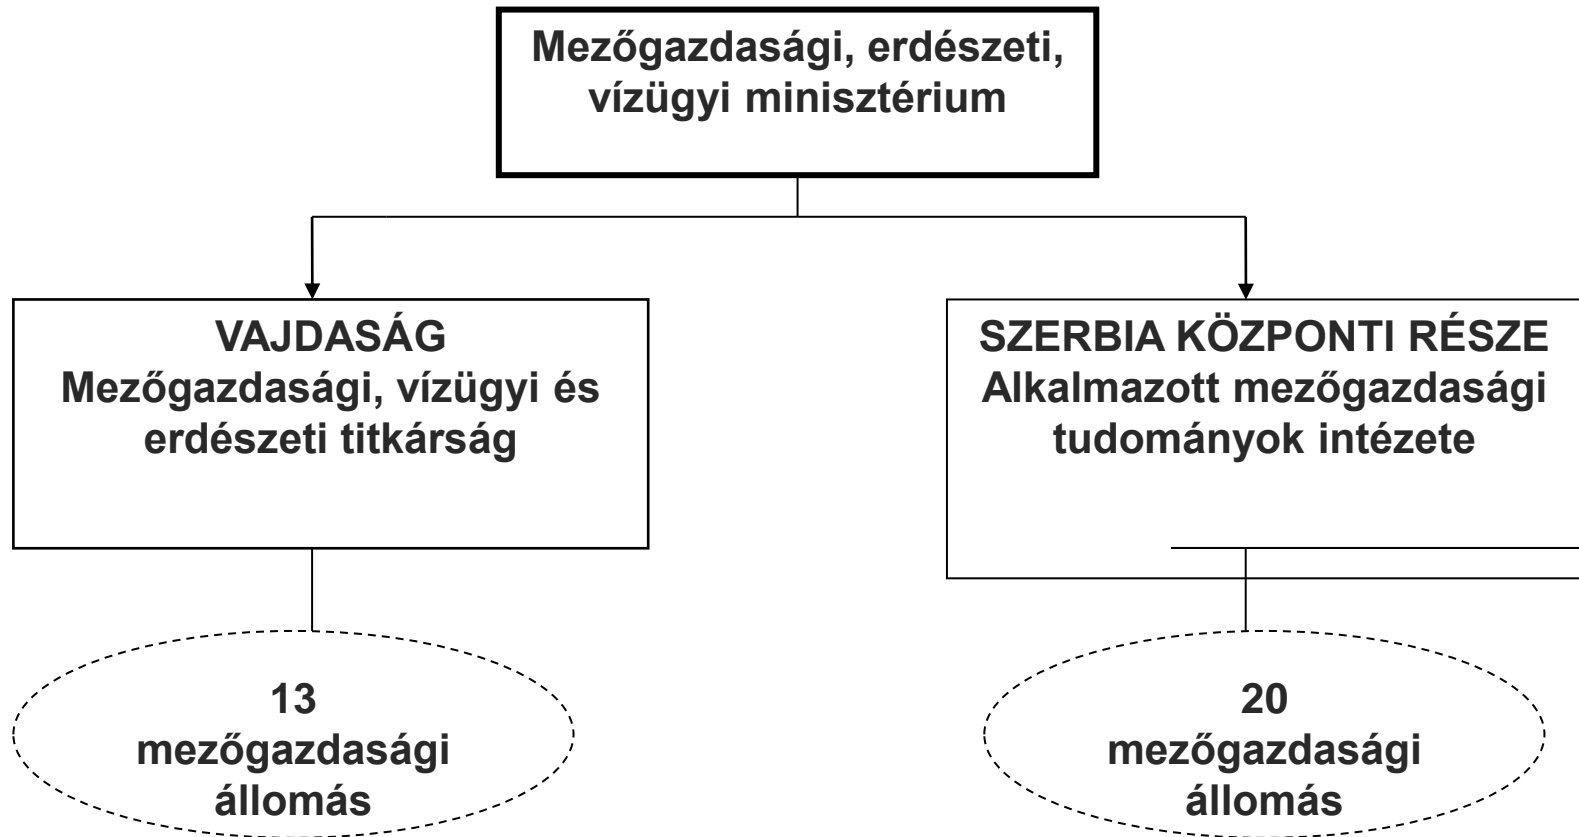 Mezőgazdasági, erdészeti,
vízügyi minisztérium
VAJDASÁG
Mezőgazdasági, vízügyi és
erdészeti titkárság
SZERBIA KÖZPONTI RÉSZE
Alkalmazott mezőgazdasági
tudományok intézete
13
mezőgazdasági
állomás
20
mezőgazdasági
állomás